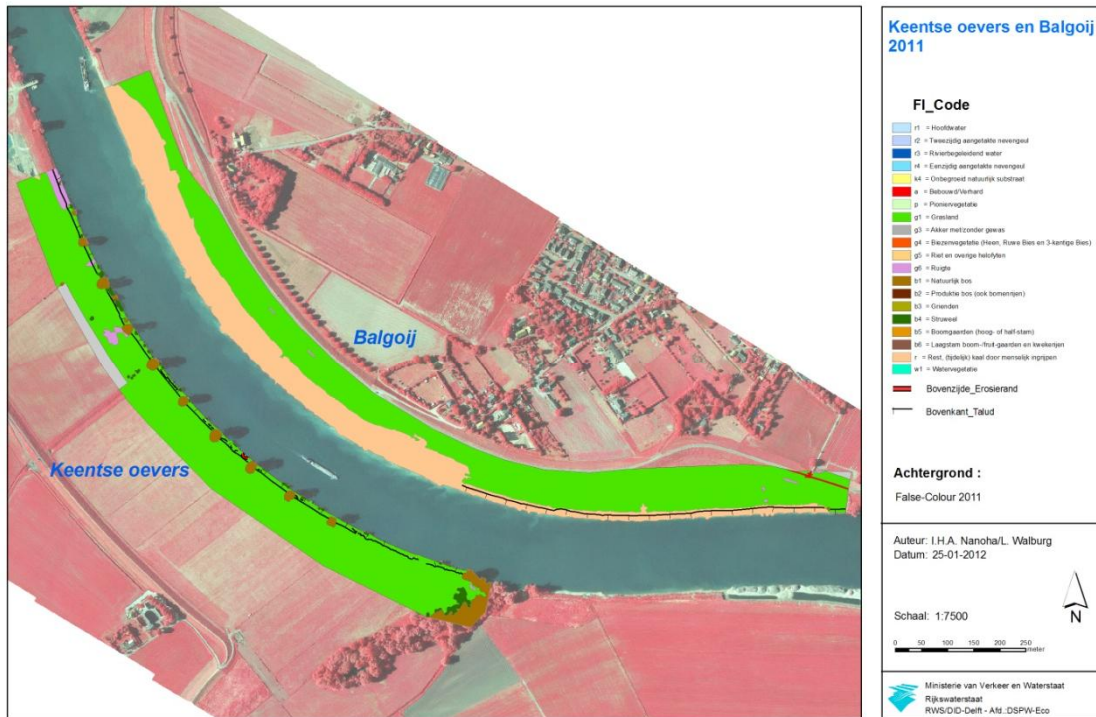 Keentse oevers en Balgoij
2011
FI_Code
r1 = Hoofdwater
r2 = Tweezijdig aangetakte nevengeul
r3 = Rivierbegeleidend water
r4 = Eenzijdig aangetakte nevengeul
k4 = Onbegroeid natuurlijk substraat
a = Bebouwd/Verhard
p = Pioniervegetatie
g1 = Grasland
g3 = Akker met/zonder gewas
g4 = Biezenvegetatie (Heen, Ruwe Bies en 3-kantige Bies)
g5 = Riet en overige helofyten
g6 = Ruigte
b1 = Natuurlijk bos
b2 = Produktie bos (ook bomenrijen)
b3 = Grienden
b4 = Struweel
b5 = Boomgaarden (hoog- of half-stam)
b6 = Laagstam boom-/fruit-gaarden en kwekerijen
r = Rest, (tijdelijk) kaal door menselijk ingrijpen
w1 = Watervegetatie
Bovenzijde_Erosierand
Bovenkant_Talud
Balgoij
Keentse oevers
Achtergrond :
False-Colour 2011
Auteur: I.H.A. Nanoha/L. Walburg
Datum: 25-01-2012
Schaal: 1:7500
N
0 50 100 150 200 250
meter
Ministerie van Verkeer en Waterstaat
Rijkswaterstaat
RWS/DID-Delft - Afd.:DSPW-Eco